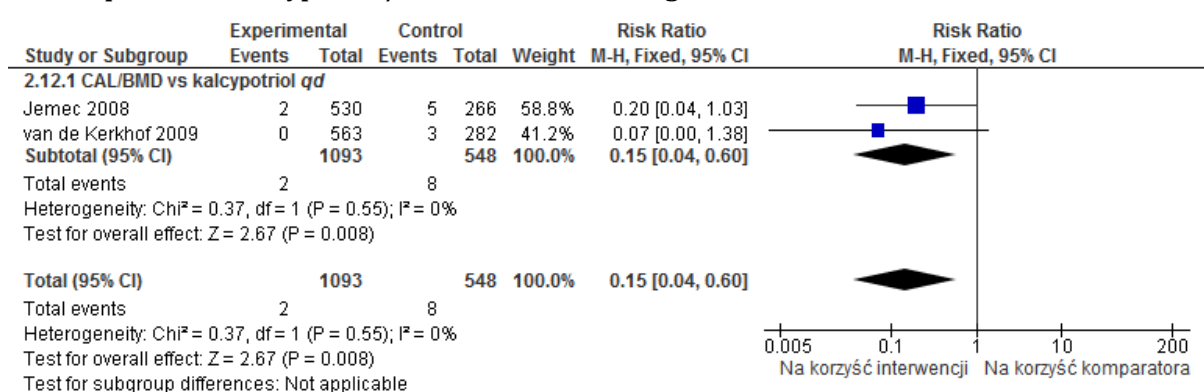 Experimental Control Risk Ratio Risk Ratio
Study or Subgroup Events Total Events Total Weight M-H, Fixed, 95% CI M-H, Fixed, 95% CI
2.12.1 CAL/BMD vs kalcypotriol qd
Jemec 2008 2 530 5 266 58.8% 0.20 [0.04, 1.03]
van de Kerkhof 2009 0 563 3 282 41.2% 0.07 [0.00, 1.38]
Subtotal (95% CI) 1093 548 100.0% 0.15 [0.04, 0.60]
Total events 2 8
Heterogeneity: Chi² = 0.37, df = 1 (P = 0.55); I² = 0%
Test for overall effect: Z = 2.67 (P = 0.008)
Total (95% CI) 1093 548 100.0% 0.15 [0.04, 0.60]
Total events 2 8
Heterogeneity: Chi² = 0.37, df = 1 (P = 0.55); I² = 0%
Test for overall effect: Z = 2.67 (P = 0.008)
Test for subgroup differences: Not applicable
0.005 0.1 1 10 200
Na korzyść interwencji Na korzyść komparatora